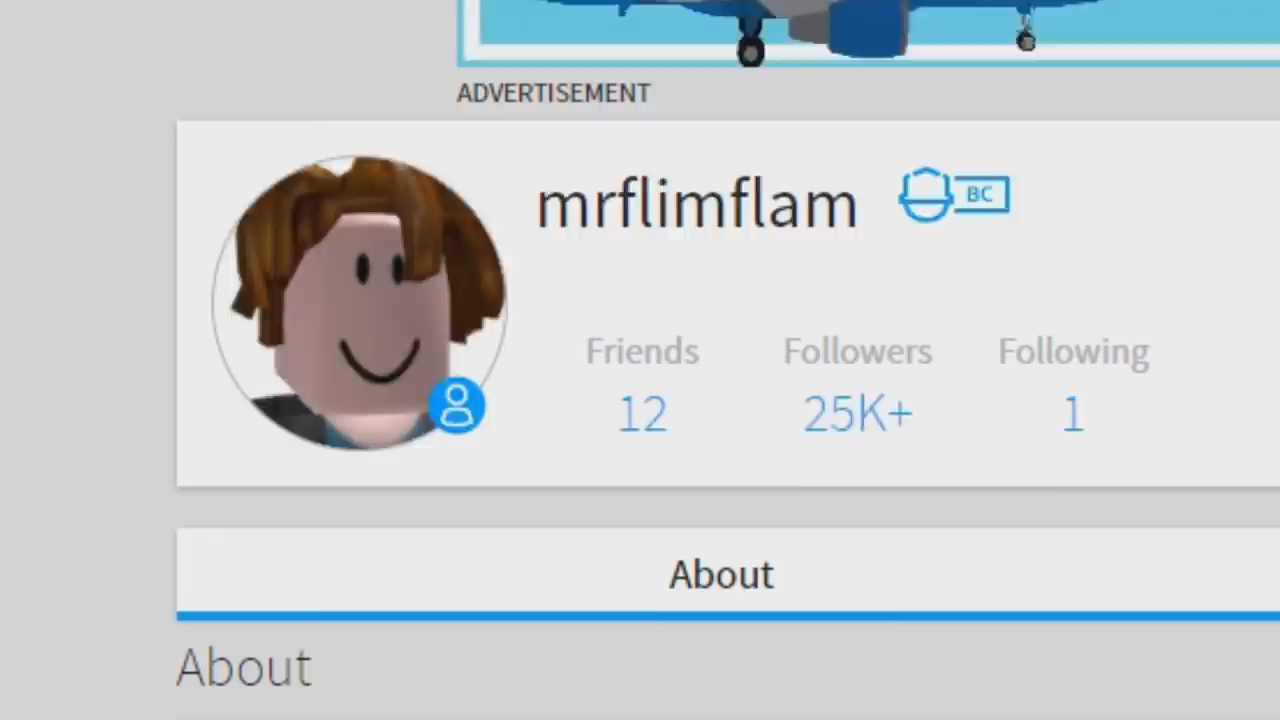 ADVERTISEMENT
mrflimflam BC
Friends Followers Following
12 25K+ 1
About
About